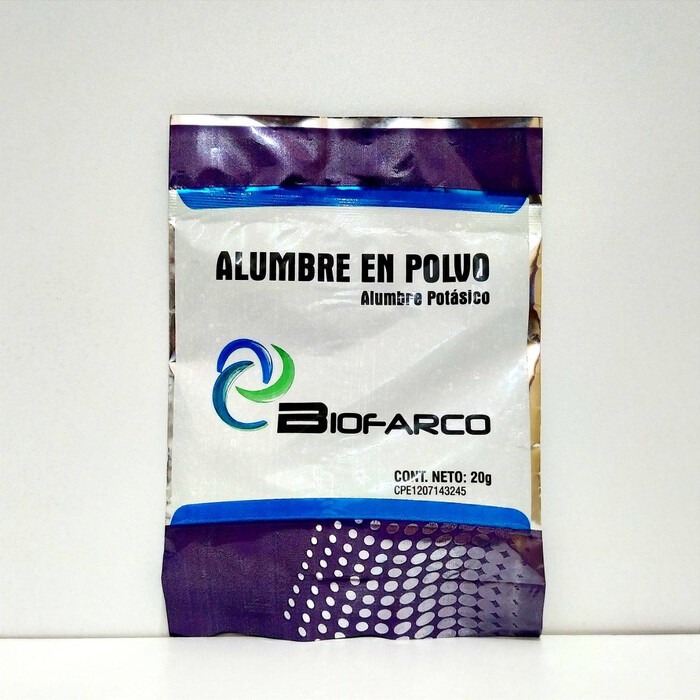 ALUMBRE EN POLVO
Alumbre Potásico
BIOFARCO
CONT. NETO: 20g
CPE1207143245